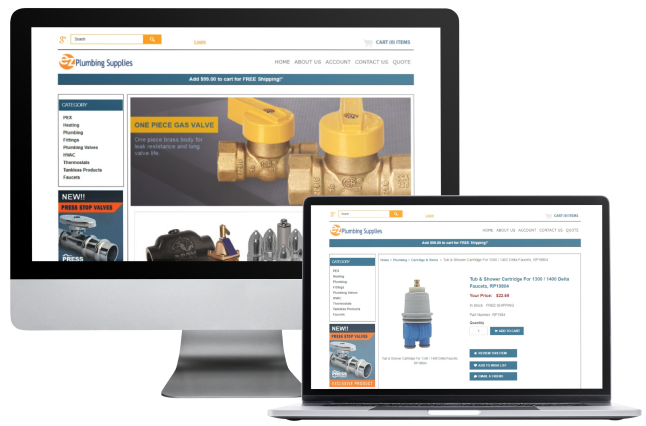 Search
Login
CART (0) ITEMS
ez Plumbing Supplies
HOME ABOUT US ACCOUNT CONTACT US QUOTE
Add $99.00 to cart for FREE Shipping!*
CATEGORY
PEX
Heating
Plumbing
Fittings
Plumbing Valves
HVAC
Thermostats
Tankless Products
Faucets
ONE PIECE GAS VALVE
One piece brass body for
leak resistance and long
valve life.
NEW!!
PRESS STOP VALVES
PRESS
Search
Login
CART (0) ITEMS
ez Plumbing Supplies
HOME ABOUT US ACCOUNT CONTACT US QUOTE
Add $99.00 to cart for FREE Shipping!*
CATEGORY
PEX
Heating
Plumbing
Fittings
Plumbing Valves
HVAC
Thermostats
Tankless Products
Faucets
NEW!!
PRESS STOP VALVES
EXCLUSIVE PRODUCT
Home > Plumbing > Cartridge & Stems > Tub & Shower Cartridge For 1300 / 1400 Delta Faucets, RP19804
Tub & Shower Cartridge For 1300 / 1400 Delta
Faucets, RP19804
Your Price: $22.69
In Stock FREE SHIPPING
Part Number:
Quantity
1
ADD TO CART
REVIEW THIS ITEM
ADD TO WISH LIST
EMAIL A FRIEND
Tub & Shower Cartridge For 1300 / 1400 Delta Faucets,
RP19804